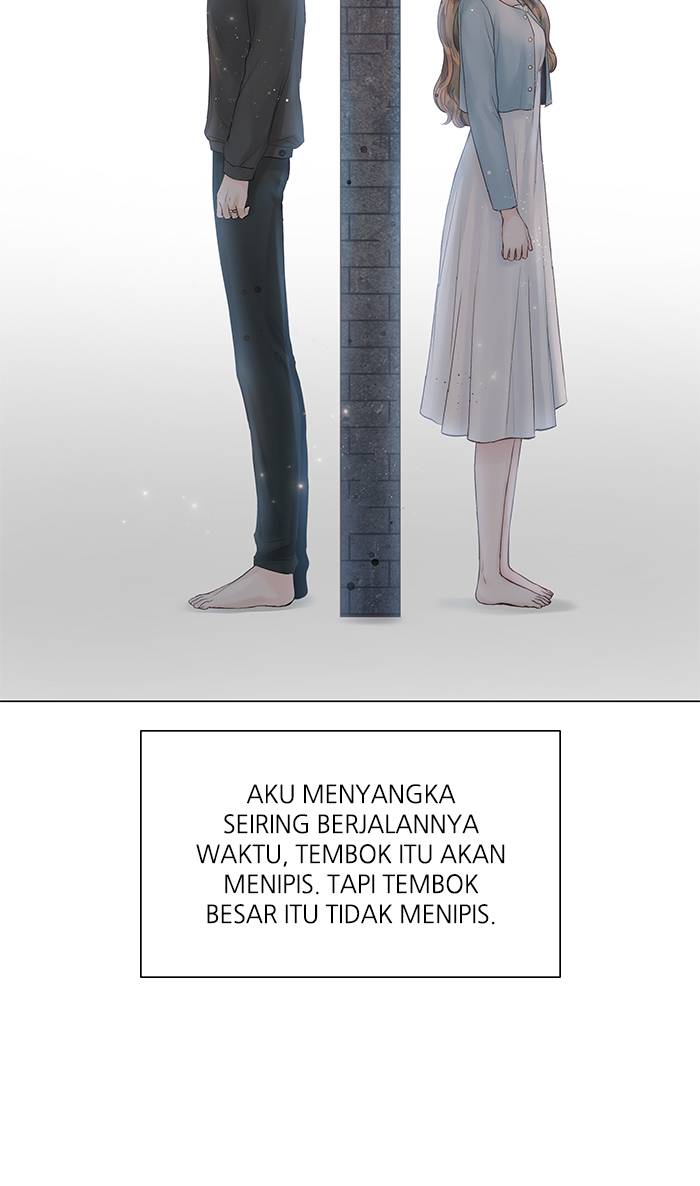 AKU MENYANGKA
SEIRING BERJALANNYA
WAKTU, TEMBOK ITU AKAN
MENIPIS. TAPI TEMBOK
BESAR ITU TIDAK MENIPIS.